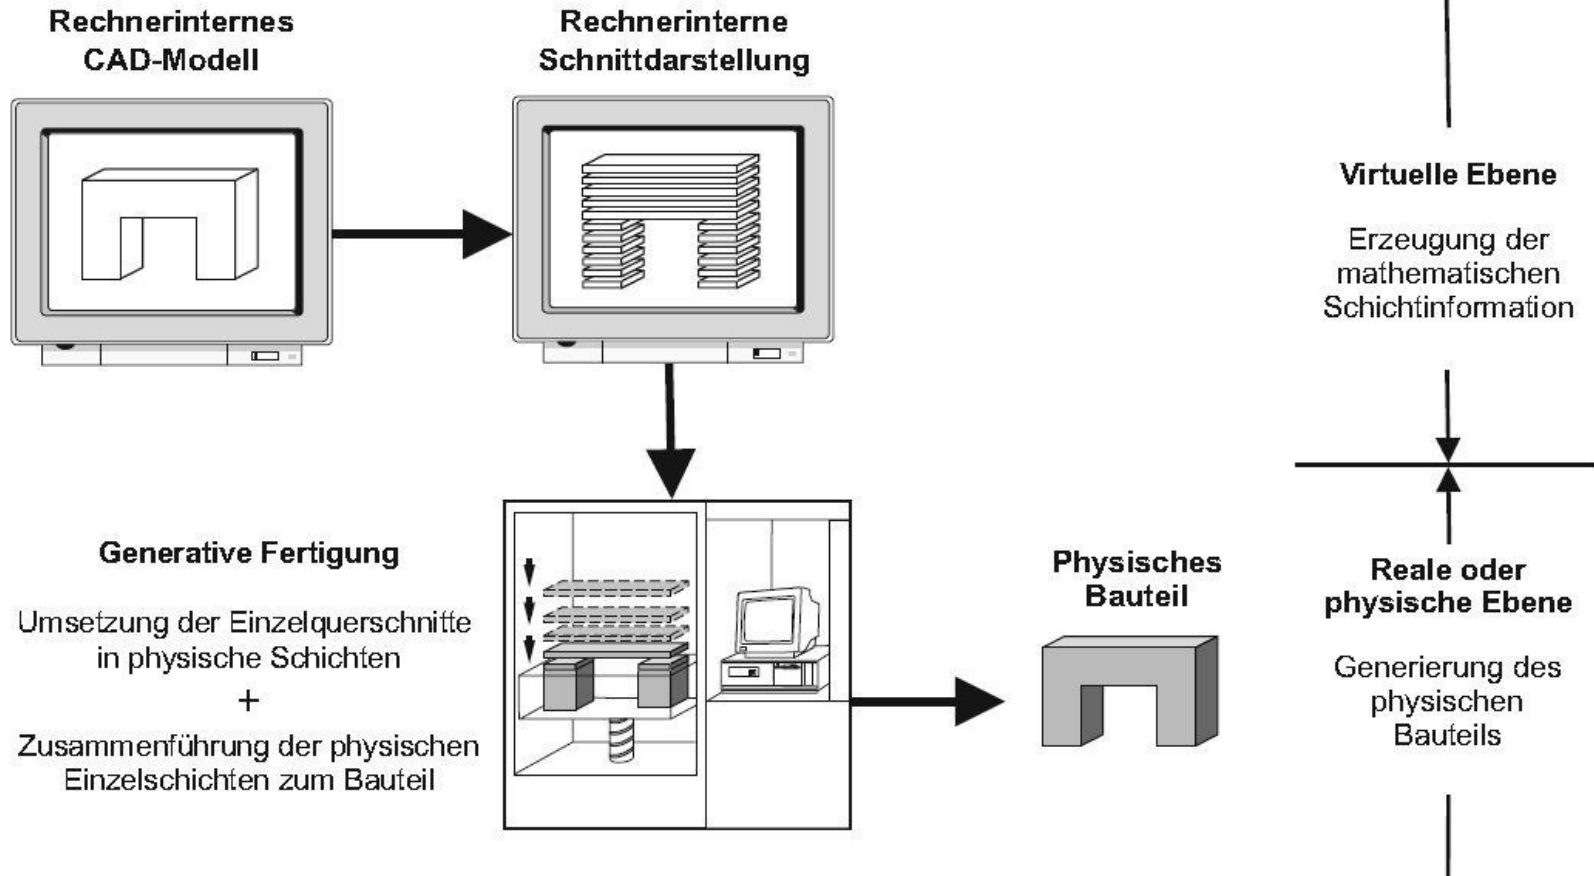 Rechnerinternes
CAD-Modell
Rechnerinterne
Schnittdarstellung
Virtuelle Ebene
Erzeugung der
mathematischen
Schichtinformation
Generative Fertigung
Umsetzung der Einzelquerschnitte
in physische Schichten
+
Zusammenführung der physischen
Einzelschichten zum Bauteil
Physisches
Bauteil
Reale oder
physische Ebene
Generierung des
physischen
Bauteils